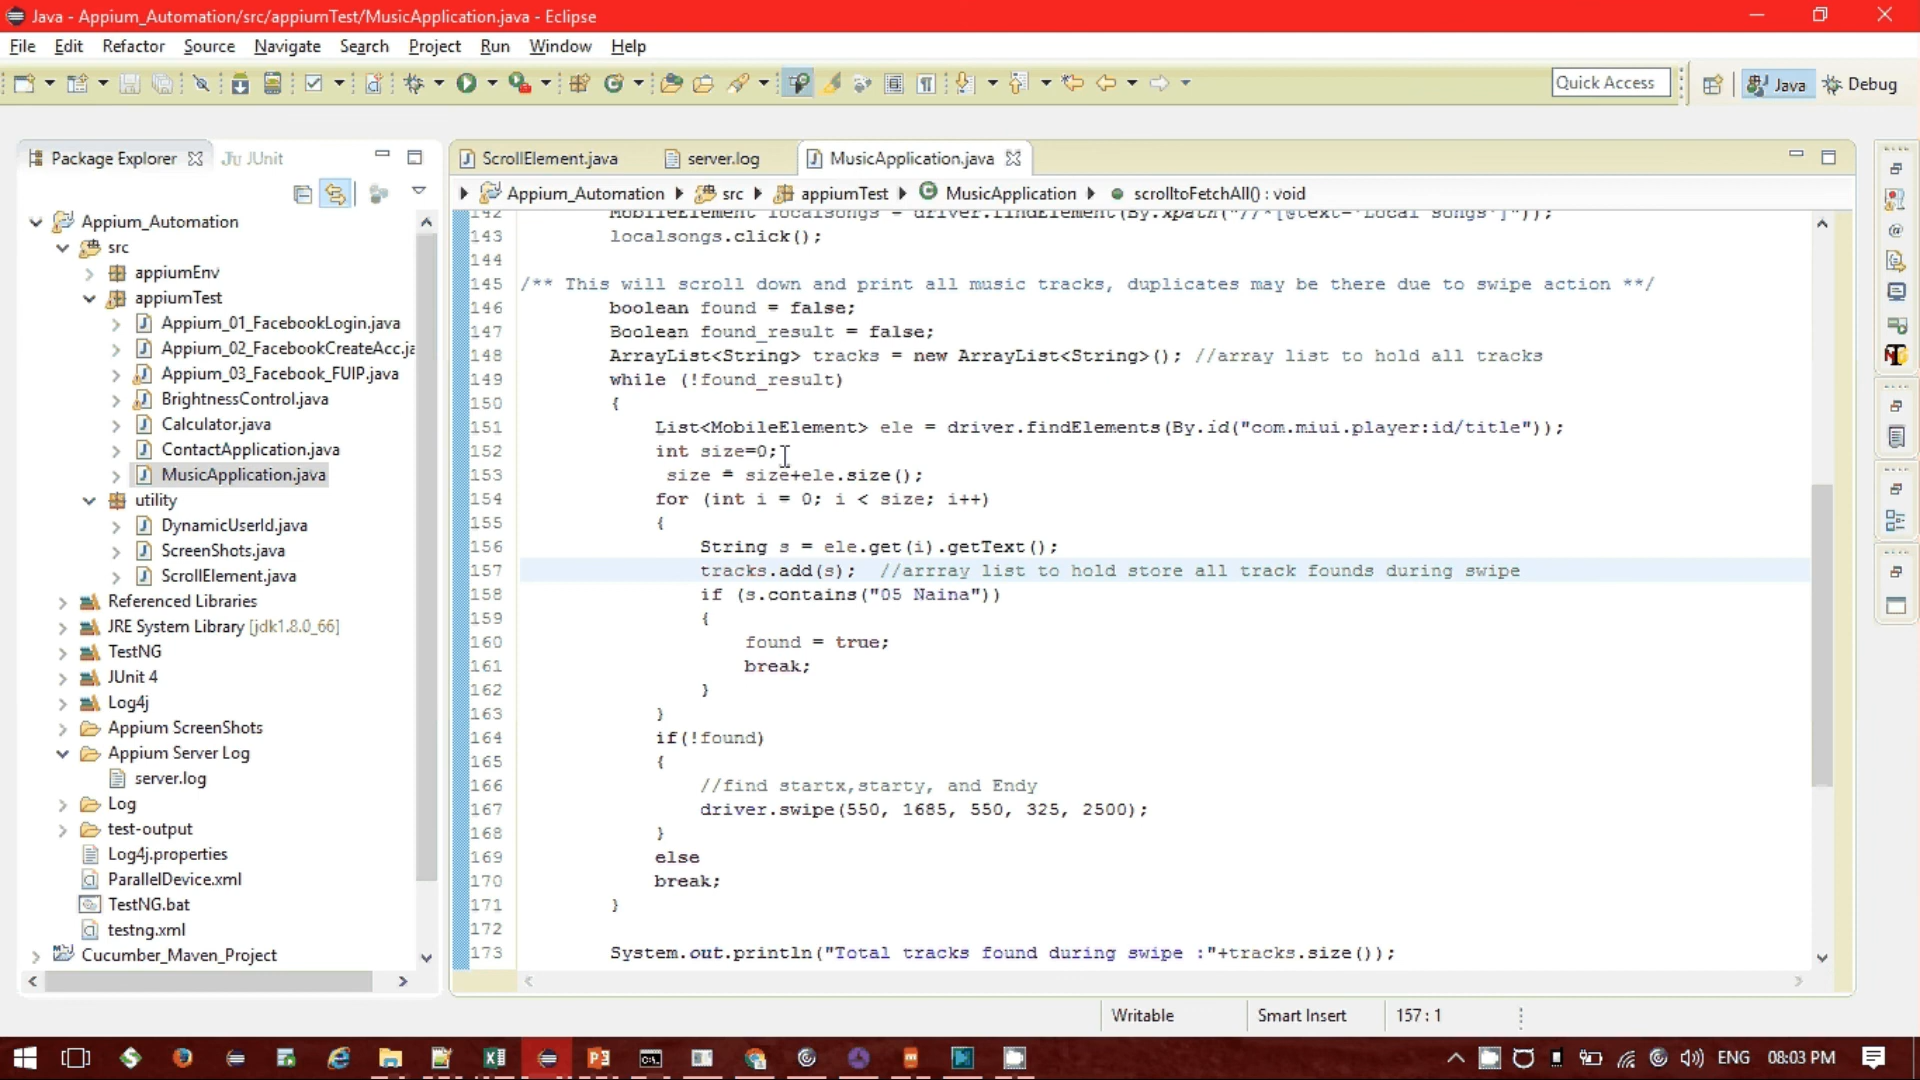 Java - Appium_Automation/src/appiumTest/MusicApplication.java - Eclipse
File Edit Refactor Source Navigate Search Project Run Window Help
Quick Access Java Debug
Package Explorer JUnit
ScrollElement.java server.log MusicApplication.java
Appium_Automation src appiumTest MusicApplication scrolltoFetchAll() : void
Appium_Automation
src
appiumEnv
appiumTest
Appium_01_FacebookLogin.java
Appium_02_FacebookCreateAcc.ja
Appium_03_Facebook_FUIP.java
BrightnessControl.java
Calculator.java
ContactApplication.java
MusicApplication.java
utility
DynamicUserId.java
ScreenShots.java
ScrollElement.java
Referenced Libraries
JRE System Library [jdk1.8.0_66]
TestNG
JUnit 4
Log4j
Appium ScreenShots
Appium Server Log
server.log
Log
test-output
Log4j.properties
ParallelDevice.xml
TestNG.bat
testng.xml
Cucumber_Maven_Project
142 MobileElement localsongs = driver.findElement(By.xpath("//*[@text='Local songs']"));
143 localsongs.click();
144
145 /** This will scroll down and print all music tracks, duplicates may be there due to swipe action **/
146 boolean found = false;
147 Boolean found_result = false;
148 ArrayList<String> tracks = new ArrayList<String>(); //array list to hold all tracks
149 while (!found_result)
150 {
151 List<MobileElement> ele = driver.findElements(By.id("com.miui.player:id/title"));
152 int size=0;
153 size = size+ele.size();
154 for (int i = 0; i < size; i++)
155 {
156 String s = ele.get(i).getText();
157 tracks.add(s); //arrray list to hold store all track founds during swipe
158 if (s.contains("05 Naina"))
159 {
160 found = true;
161 break;
162 }
163 }
164 if(!found)
165 {
166 //find startx,starty, and Endy
167 driver.swipe(550, 1685, 550, 325, 2500);
168 }
169 else
170 break;
171 }
172
173 System.out.println("Total tracks found during swipe :"+tracks.size());
Writable Smart Insert 157 : 1
ENG 08:03 PM